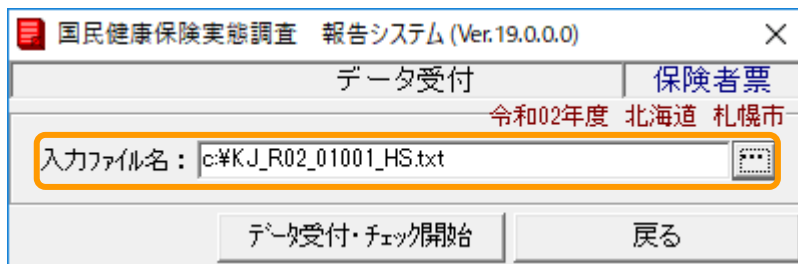 国民健康保険実態調査 報告システム (Ver.19.0.0.0)
データ受付 保険者票
令和02年度 北海道 札幌市
入力ファイル名： c:¥KJ_R02_01001_HS.txt ...
データ受付・チェック開始 戻る